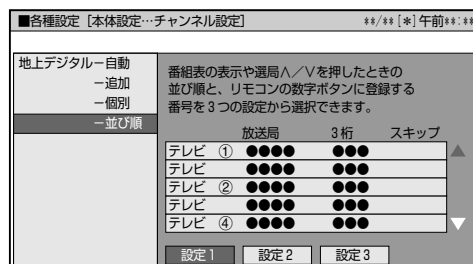 ■各種設定［本体設定…チャンネル設定］ **/**[*]午前**:**
地上デジタル－自動
－追加
－個別
－並び順
番組表の表示や選局∧／∨を押したときの
並び順と、リモコンの数字ボタンに登録する
番号を3つの設定から選択できます。
放送局 3桁 スキップ
テレビ ① ●●●● ●●●
テレビ ●●●● ●●●
テレビ ② ●●●● ●●●
テレビ ●●●● ●●●
テレビ ④ ●●●● ●●●
設定1 設定2 設定3